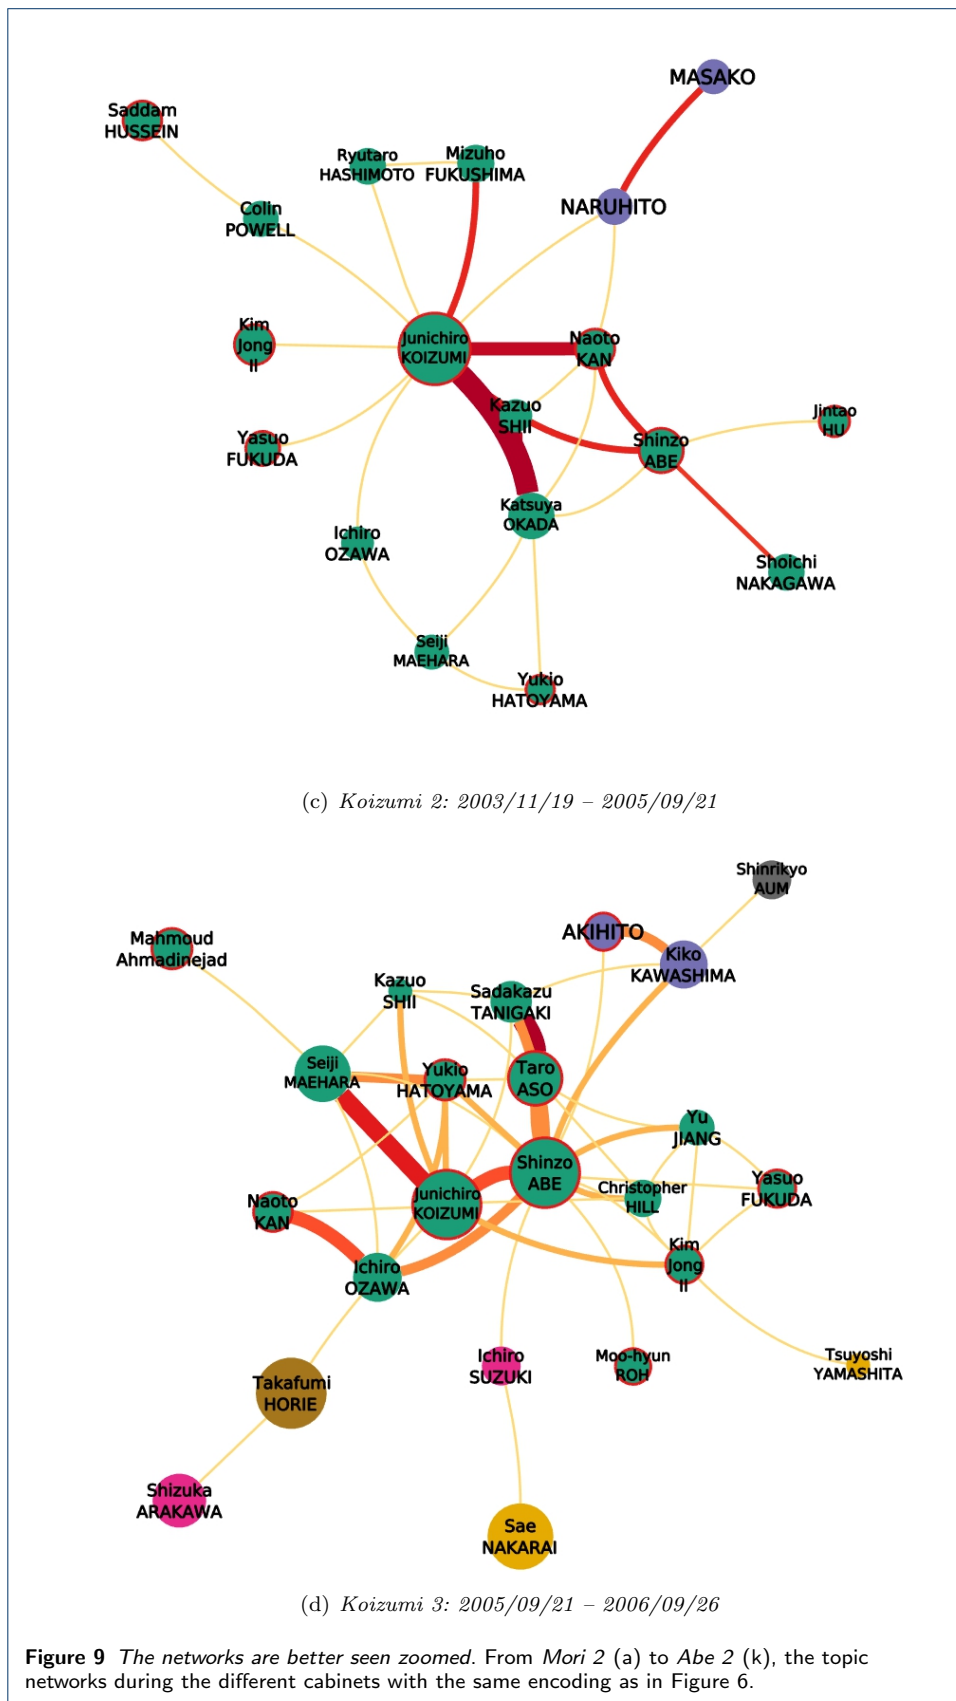 MASAKO
Saddam
HUSSEIN
Ryutaro
HASHIMOTO
Mizuho
FUKUSHIMA
NARUHITO
Colin
POWELL
Kim
Jong
Il
Junichiro
KOIZUMI
Naoto
KAN
Kazuo
SHII
Jintao
HU
Yasuo
FUKUDA
Shinzo
ABE
Katsuya
OKADA
Ichiro
OZAWA
Shoichi
NAKAGAWA
Seiji
MAEHARA
Yukio
HATOYAMA
(c) Koizumi 2: 2003/11/19 – 2005/09/21
Shinrikyo
AUM
AKIHITO
Mahmoud
Ahmadinejad
Kiko
KAWASHIMA
Kazuo
SHII
Sadakazu
TANIGAKI
Seiji
MAEHARA
Yukio
HATOYAMA
Taro
ASO
Yu
JIANG
Shinzo
ABE
Junichiro
KOIZUMI
Christopher
HILL
Yasuo
FUKUDA
Naoto
KAN
Kim
Jong
Il
Ichiro
OZAWA
Ichiro
SUZUKI
Moo-hyun
ROH
Tsuyoshi
YAMASHITA
Takafumi
HORIE
Shizuka
ARAKAWA
Sae
NAKARAI
(d) Koizumi 3: 2005/09/21 – 2006/09/26
Figure 9 The networks are better seen zoomed. From Mori 2 (a) to Abe 2 (k), the topic
networks during the different cabinets with the same encoding as in Figure 6.